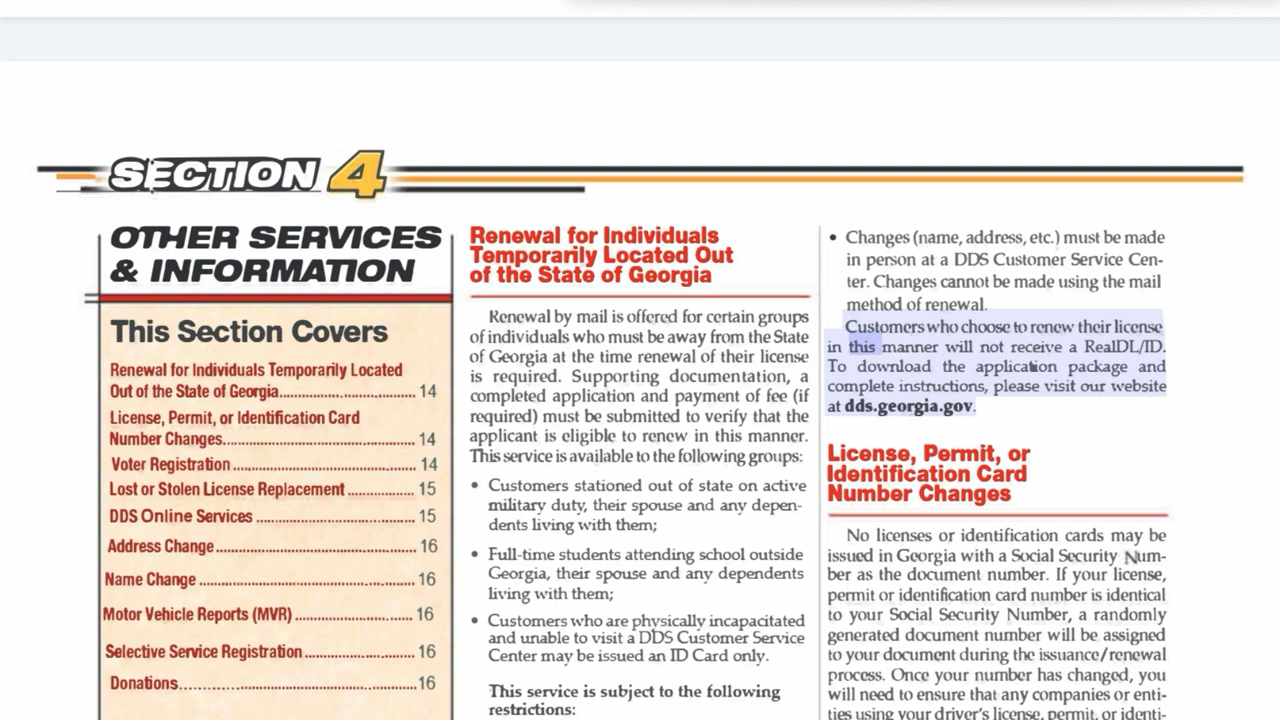 SECTION 4
OTHER SERVICES
& INFORMATION
This Section Covers
Renewal for Individuals Temporarily Located
Out of the State of Georgia 14
License, Permit, or Identification Card
Number Changes 14
Voter Registration 14
Lost or Stolen License Replacement 15
DDS Online Services 15
Address Change 16
Name Change 16
Motor Vehicle Reports (MVR) 16
Selective Service Registration 16
Donations 16
Renewal for Individuals
Temporarily Located Out
of the State of Georgia
Renewal by mail is offered for certain groups
of individuals who must be away from the State
of Georgia at the time renewal of their license
is required. Supporting documentation, a
completed application and payment of fee (if
required) must be submitted to verify that the
applicant is eligible to renew in this manner.
This service is available to the following groups:
• Customers stationed out of state on active
military duty, their spouse and any depen-
dents living with them;
• Full-time students attending school outside
Georgia, their spouse and any dependents
living with them;
• Customers who are physically incapacitated
and unable to visit a DDS Customer Service
Center may be issued an ID Card only.
This service is subject to the following
restrictions:
• Changes (name, address, etc.) must be made
in person at a DDS Customer Service Cen-
ter. Changes cannot be made using the mail
method of renewal.
Customers who choose to renew their license
in this manner will not receive a RealDL/ID.
To download the application package and
complete instructions, please visit our website
at dds.georgia.gov.
License, Permit, or
Identification Card
Number Changes
No licenses or identification cards may be
issued in Georgia with a Social Security Num-
ber as the document number. If your license,
permit or identification card number is identical
to your Social Security Number, a randomly
generated document number will be assigned
to your document during the issuance/renewal
process. Once your number has changed, you
will need to ensure that any companies or enti-
ties using your driver's license, permit, or identi-